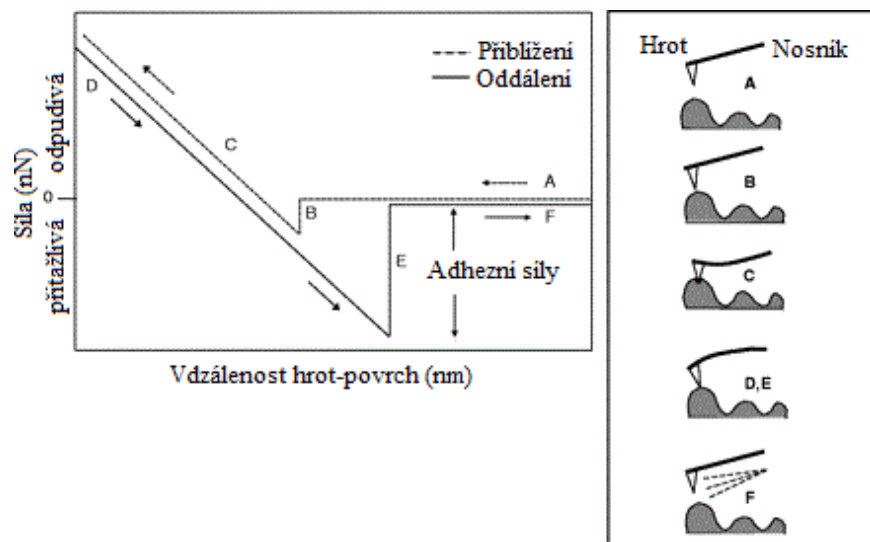 Přiblížení
Oddálení
D
C
A
B
F
E
0
Síla (nN)
odpudivá
přitažlivá
Adhezní síly
Vdzálenost hrot-povrch (nm)
Hrot
Nosník
A
B
C
D,E
F